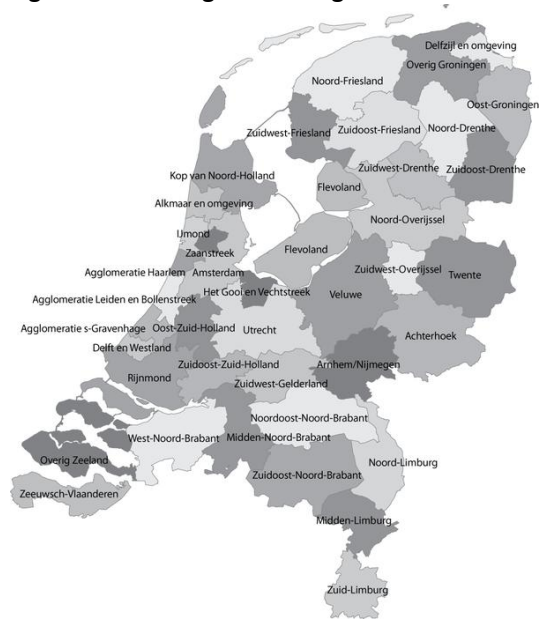 Delfzijl en omgeving
Overig Groningen
Noord-Friesland
Oost-Groningen
Zuidwest-Friesland
Zuidoost-Friesland
Noord-Drenthe
Zuidwest-Drenthe
Zuidoost-Drenthe
Kop van Noord-Holland
Flevoland
Alkmaar en omgeving
Noord-Overijssel
IJmond
Zaanstreek
Flevoland
Agglomeratie Haarlem
Amsterdam
Zuidwest-Overijssel
Twente
Het Gooi en Vechtstreek
Veluwe
Agglomeratie Leiden en Bollenstreek
Agglomeratie s-Gravenhage
Oost-Zuid-Holland
Utrecht
Achterhoek
Delft en Westland
Zuidoost-Zuid-Holland
Arnhem/Nijmegen
Rijnmond
Zuidwest-Gelderland
Noordoost-Noord-Brabant
West-Noord-Brabant
Midden-Noord-Brabant
Overig Zeeland
Noord-Limburg
Zuidoost-Noord-Brabant
Zeeuwsch-Vlaanderen
Midden-Limburg
Zuid-Limburg